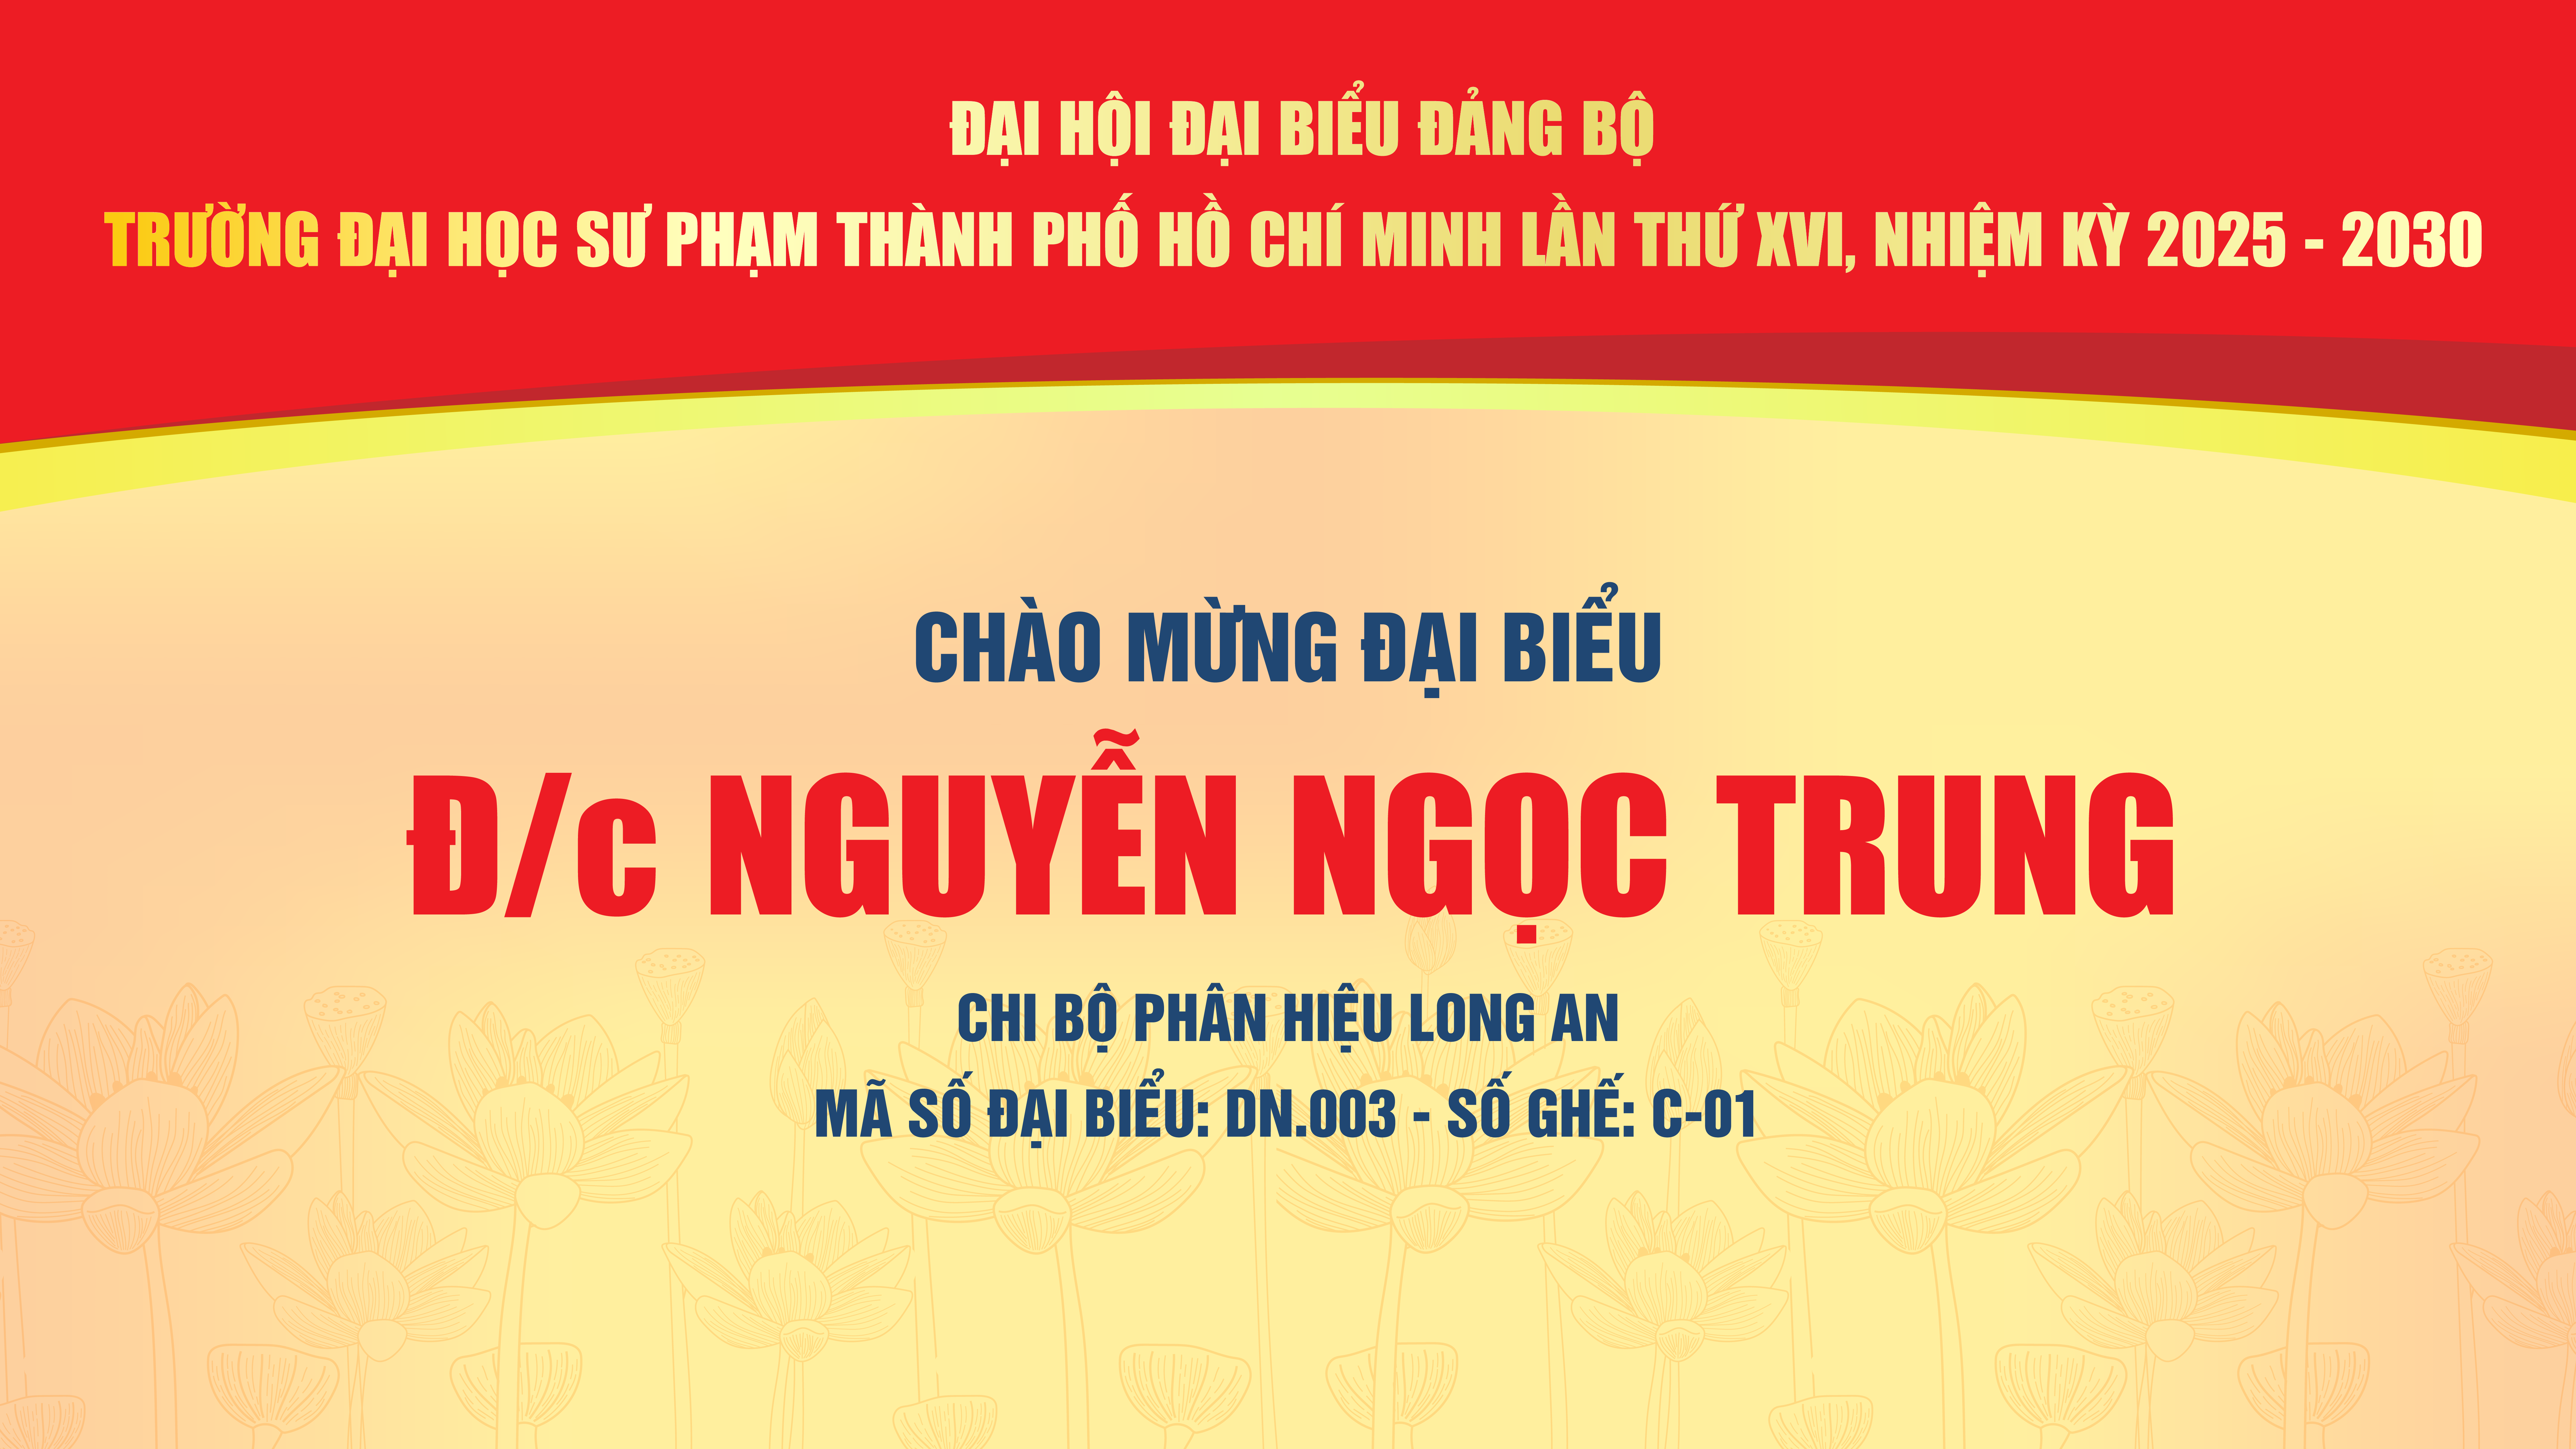 ĐẠI HỘI ĐẠI BIỂU ĐẢNG BỘ
TRƯỜNG ĐẠI HỌC SƯ PHẠM THÀNH PHỐ HỒ CHÍ MINH LẦN THỨ XVI, NHIỆM KỲ 2025 - 2030
CHÀO MỪNG ĐẠI BIỂU
Đ/c NGUYỄN NGỌC TRUNG
CHI BỘ PHÂN HIỆU LONG AN
MÃ SỐ ĐẠI BIỂU: DN.003 - SỐ GHẾ: C-01